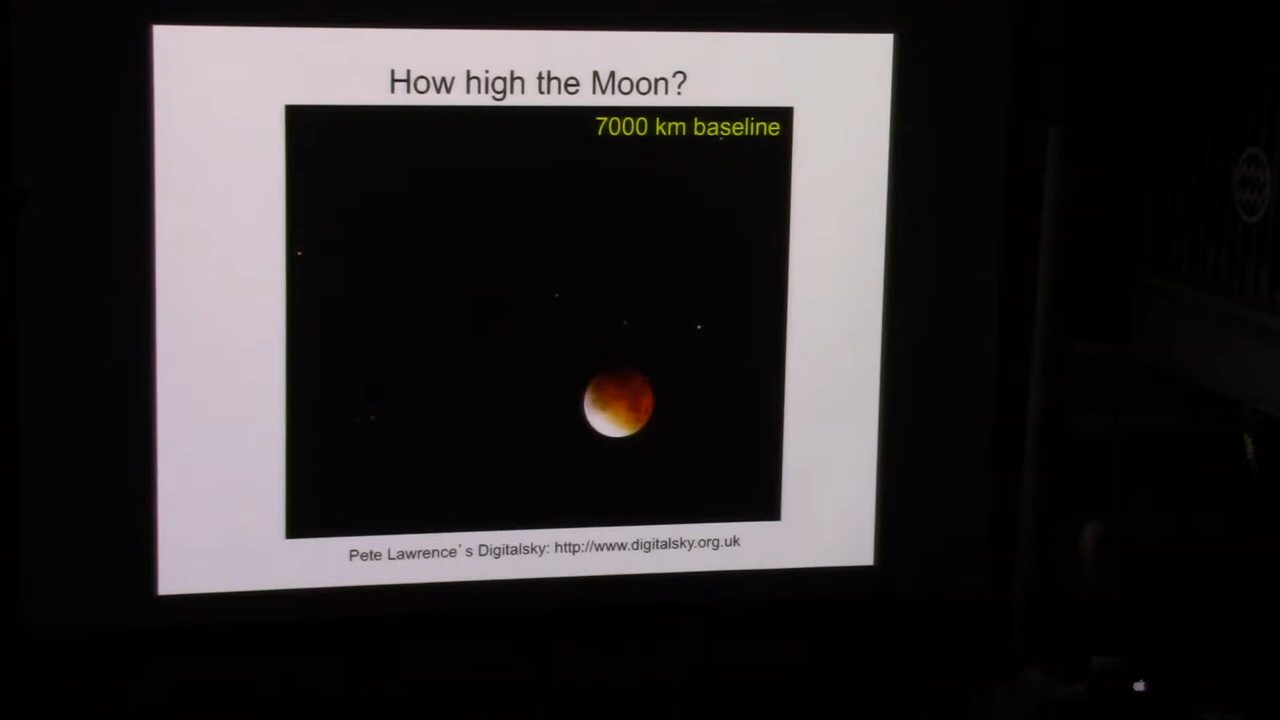 How high the Moon?
7000 km baseline
Pete Lawrence´s Digitalsky: http://www.digitalsky.org.uk